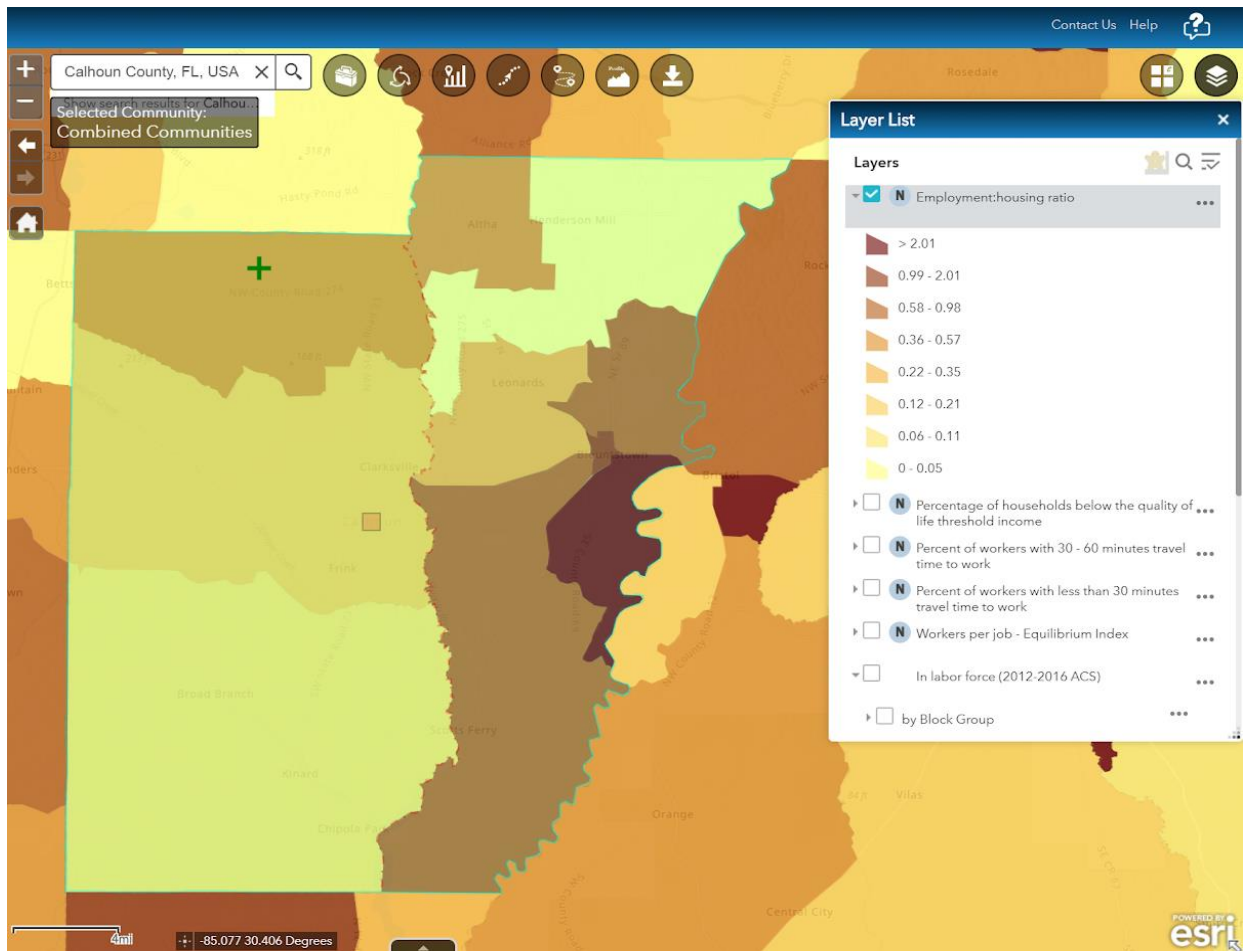 Contact Us Help
Calhoun County, FL, USA
Show search results for Calhou...
Selected Community:
Combined Communities
Rosedale
Layer List
Layers
N Employment:housing ratio
> 2.01
0.99 - 2.01
0.58 - 0.98
0.36 - 0.57
0.22 - 0.35
0.12 - 0.21
0.06 - 0.11
0 - 0.05
N Percentage of households below the quality of
life threshold income
N Percent of workers with 30 - 60 minutes travel
time to work
N Percent of workers with less than 30 minutes
travel time to work
N Workers per job - Equilibrium Index
In labor force (2012-2016 ACS)
by Block Group
231
Alliance Rd
Hasty Pond Rd
Altha
Henderson Mill
Leonards
Clarksville
Blountstown
Bristol
Erink
Broad Branch
Scotts Ferry
Kinard
Chipola Park
Orange
Vilas
Central City
4mi
-85.077 30.406 Degrees
POWERED BY
esri